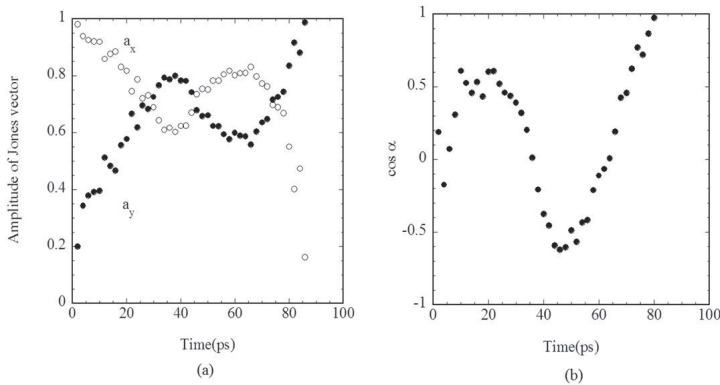 1
0.8
0.6
0.4
0.2
0
Amplitude of Jones vector
a_x
a_y
0 20 40 60 80 100
Time(ps)
(a)
1
0.5
0
-0.5
-1
cos α
0 20 40 60 80 100
Time(ps)
(b)